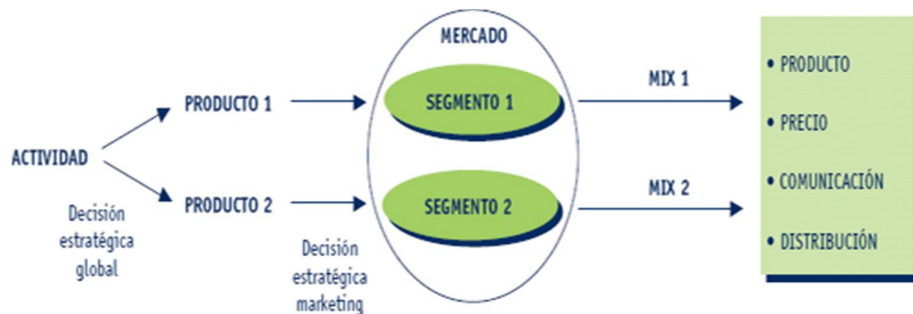 ACTIVIDAD
Decisión
estratégica
global
PRODUCTO 1
PRODUCTO 2
Decisión
estratégica
marketing
MERCADO
SEGMENTO 1
SEGMENTO 2
MIX 1
MIX 2
• PRODUCTO
• PRECIO
• COMUNICACIÓN
• DISTRIBUCIÓN